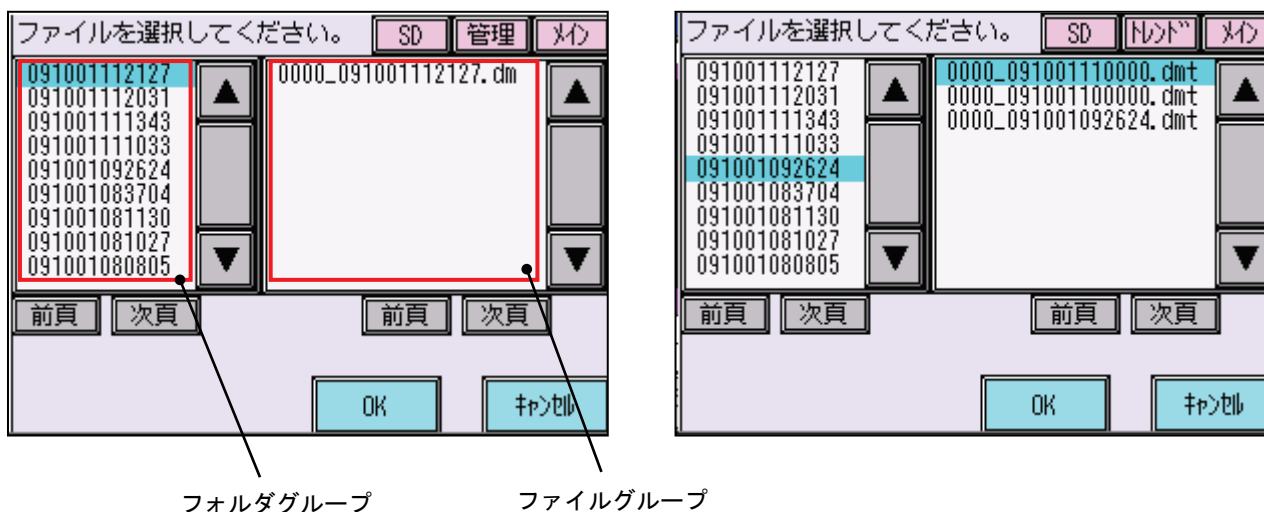 ファイルを選択してください。 SD 管理 ﾒｲﾝ
091001112127
091001112031
091001111343
091001111033
091001092624
091001083704
091001081130
091001081027
091001080805
0000_091001112127.dm
前頁 次頁 前頁 次頁
OK ｷｬﾝｾﾙ
フォルダグループ ファイルグループ
ファイルを選択してください。 SD ﾄﾚﾝﾄﾞ ﾒｲﾝ
091001112127
091001112031
091001111343
091001111033
091001092624
091001083704
091001081130
091001081027
091001080805
0000_091001110000.dmt
0000_091001100000.dmt
0000_091001092624.dmt
前頁 次頁 前頁 次頁
OK ｷｬﾝｾﾙ